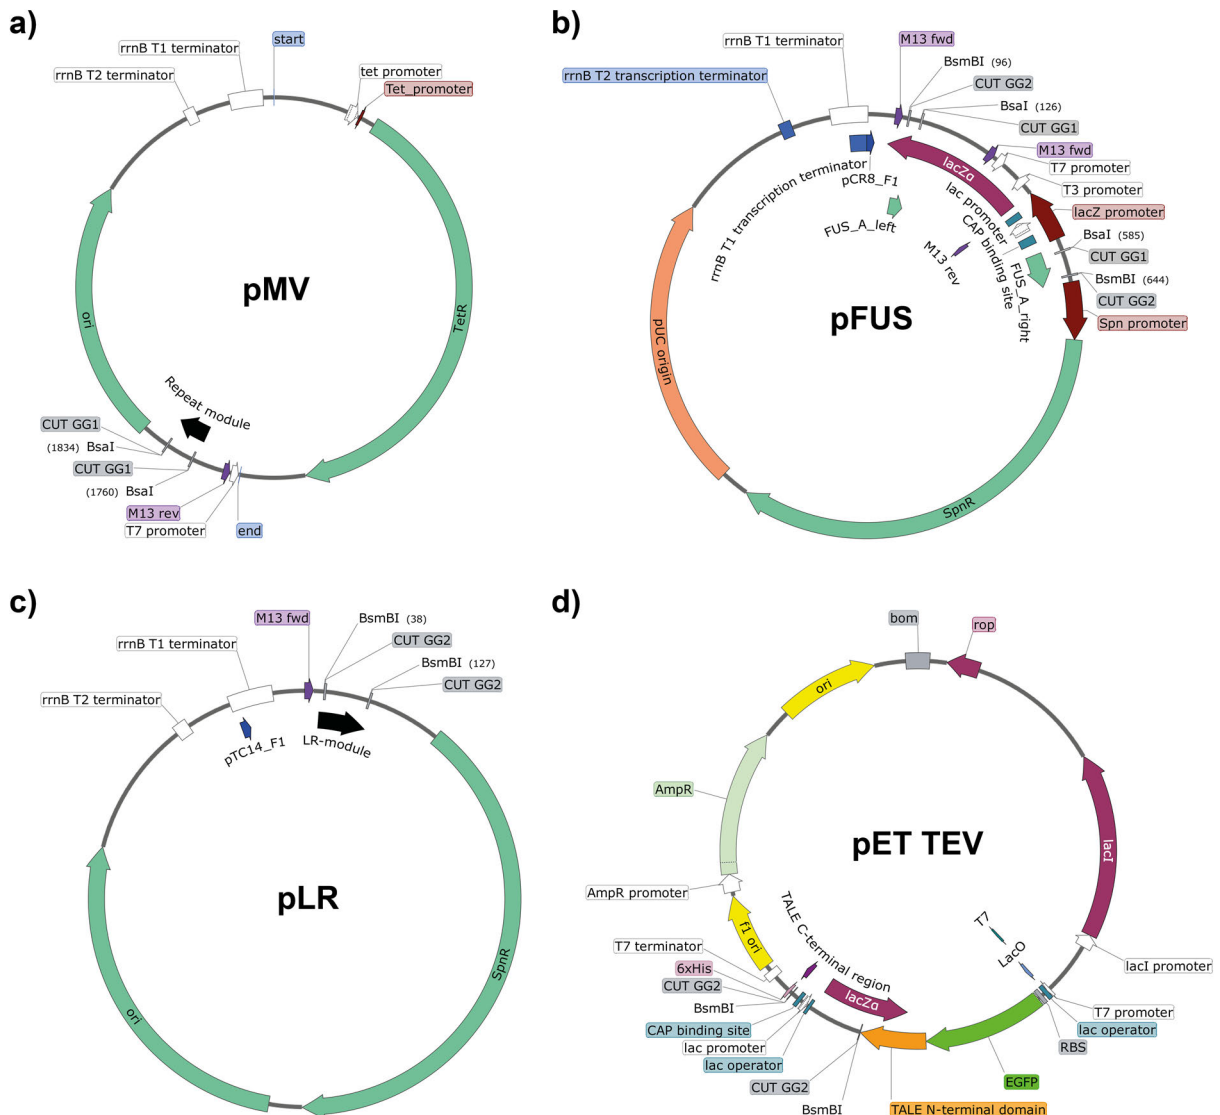 a)
rrnB T1 terminator
start
rrnB T2 terminator
tet promoter
Tet_promoter
pMV
TetR
ori
Repeat module
CUT GG1
(1834) BsaI
CUT GG1
(1760) BsaI
M13 rev
T7 promoter
end
b)
rrnB T1 terminator
M13 fwd
rrnB T2 transcription terminator
BsmBI (96)
CUT GG2
BsaI (126)
CUT GG1
M13 fwd
T7 promoter
T3 promoter
lacZ promoter
BsaI (585)
CUT GG1
BsmBI (644)
CUT GG2
Spn promoter
rrnB T1 transcription terminator
pCR8_F1
lacZα
FUS_A_left
lac promoter
CAP binding site
M13 rev
FUS_A_right
pFUS
pUC origin
SpnR
c)
M13 fwd
BsmBI (38)
rrnB T1 terminator
CUT GG2
BsmBI (127)
CUT GG2
rrnB T2 terminator
pTC14_F1
LR-module
pLR
SpnR
ori
d)
bom
rop
ori
AmpR
pET TEV
lacI
AmpR promoter
f1 ori
TALE C-terminal region
T7
LacO
T7 terminator
6xHis
CUT GG2
BsmBI
CAP binding site
lac promoter
lac operator
lacZα
lacI promoter
T7 promoter
lac operator
RBS
EGFP
CUT GG2
BsmBI
TALE N-terminal domain